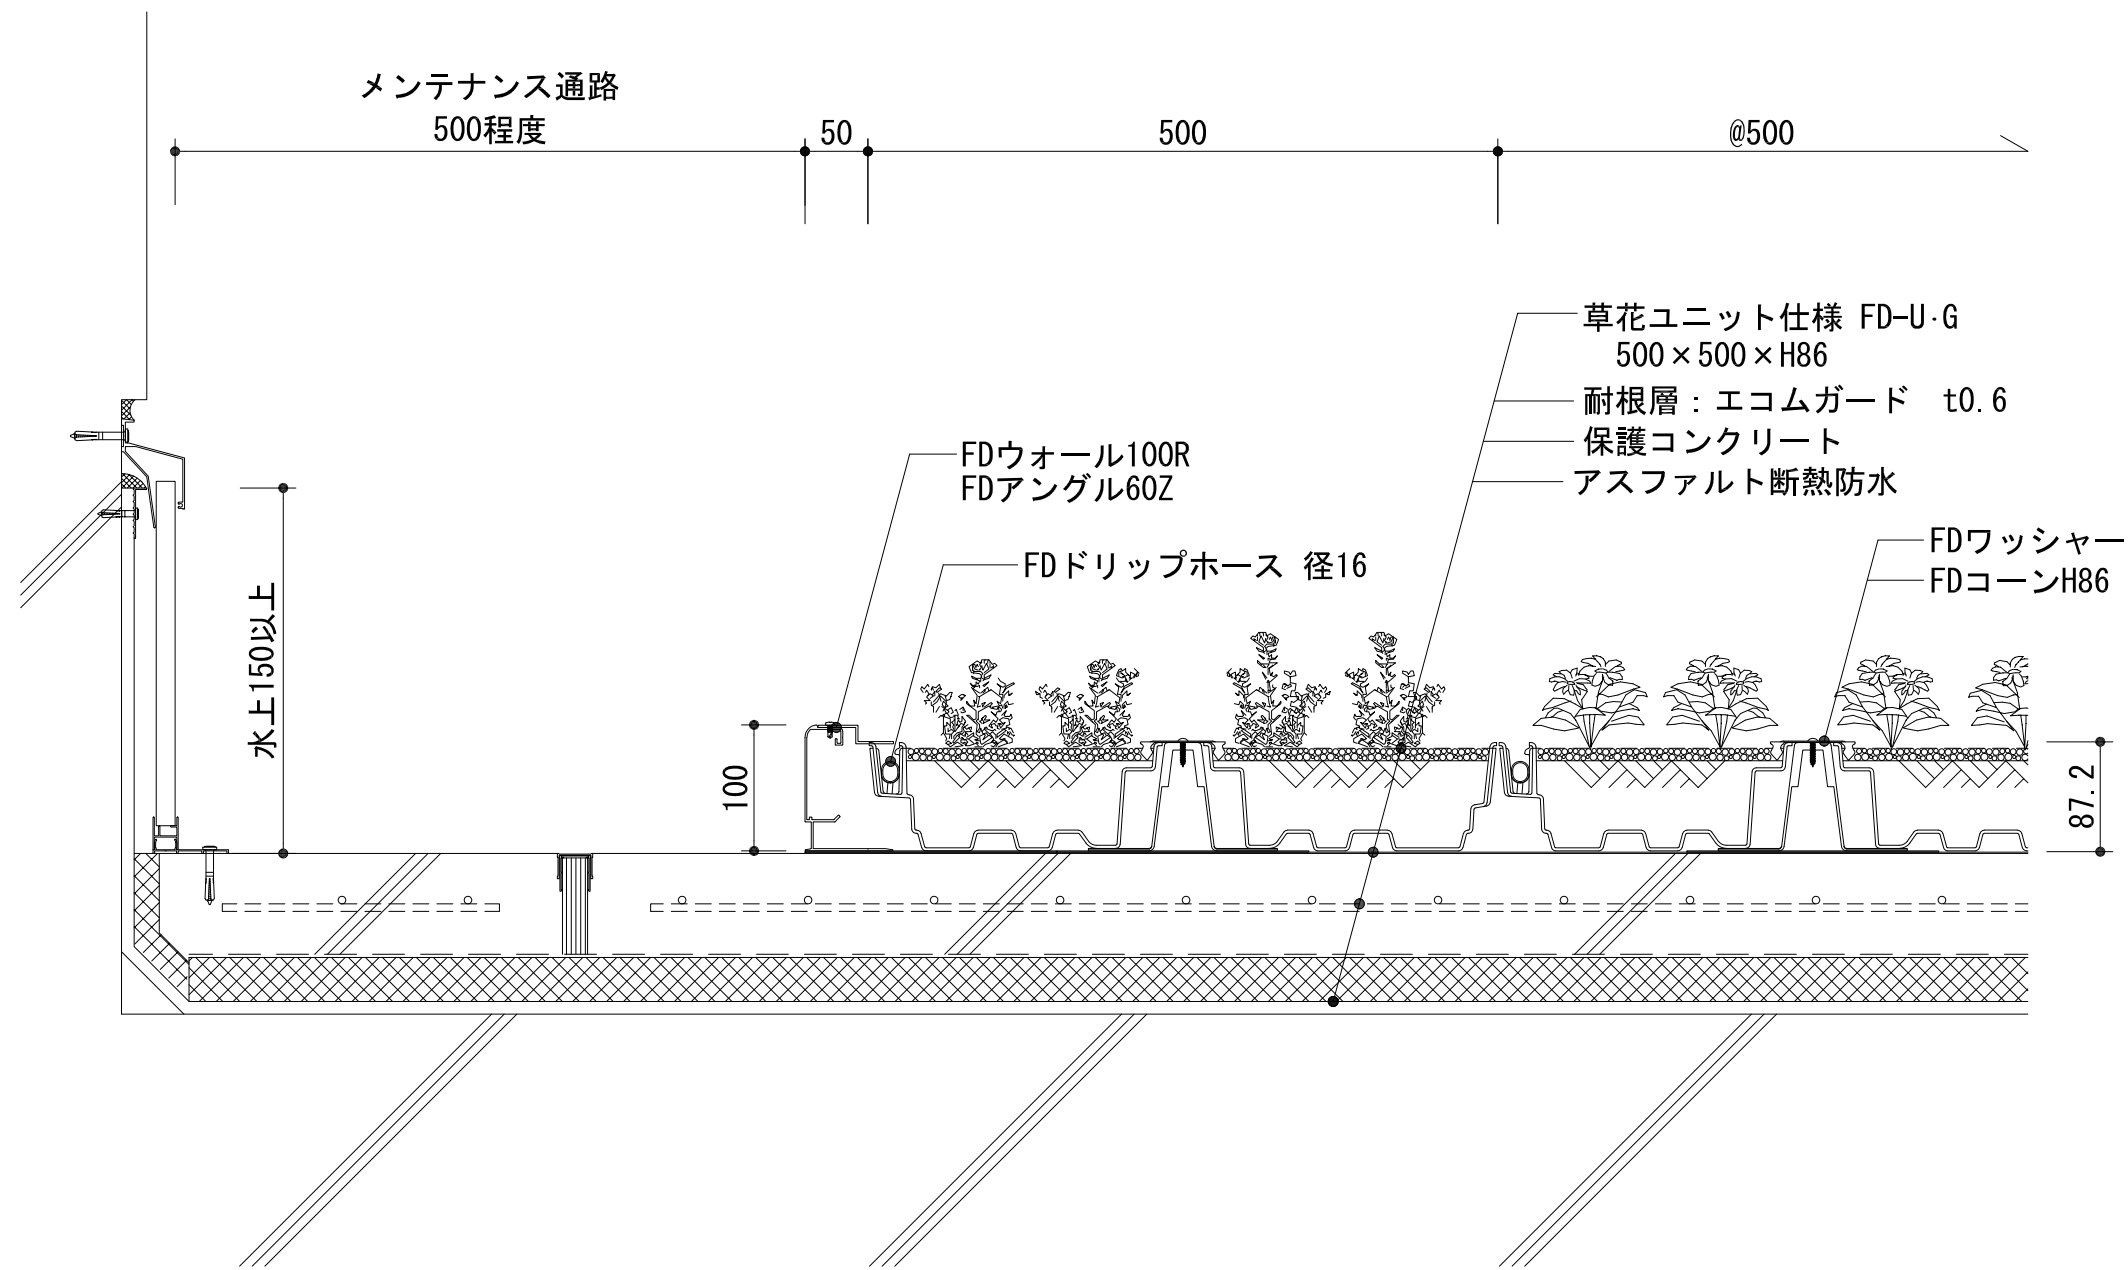 メンテナンス通路
500程度
50
500
@500
草花ユニット仕様 FD-U·G
500×500×H86
耐根層：エコムガード　t0.6
保護コンクリート
アスファルト断熱防水
FDウォール100R
FDアングル60Z
FDワッシャー
FDドリップホース 径16
FDコーンH86
水上150以上
100
87.2